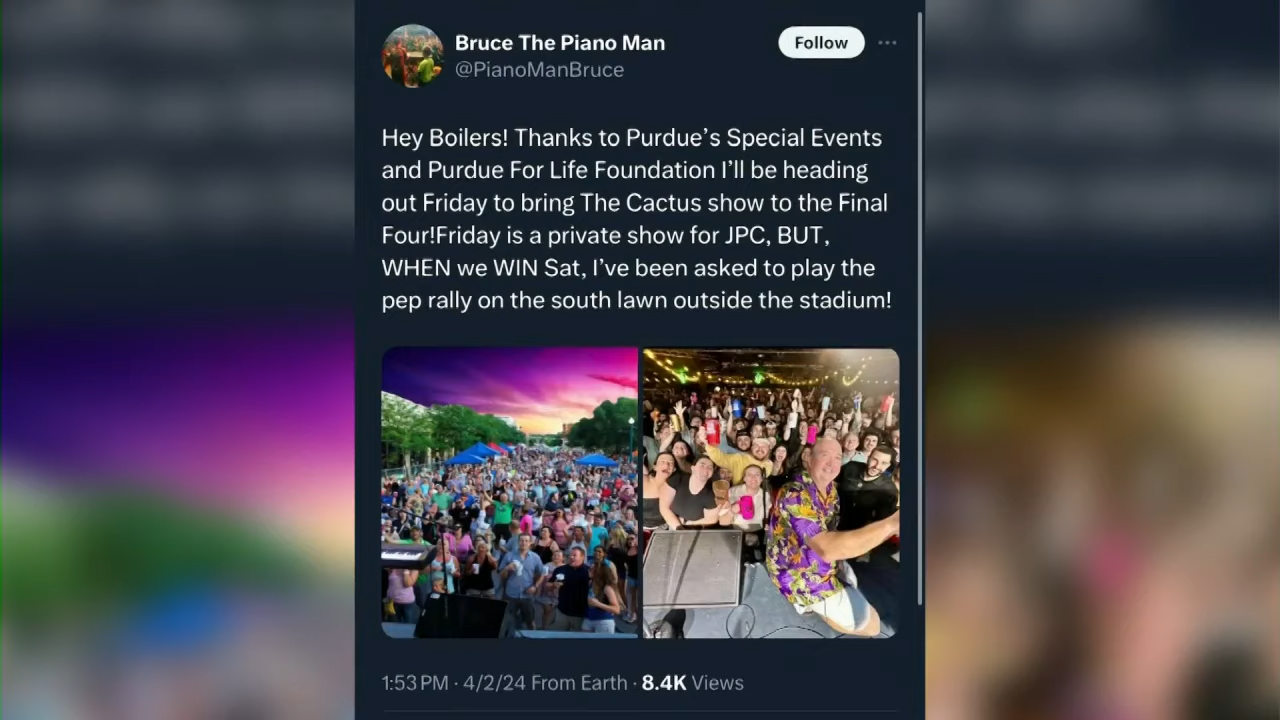 Bruce The Piano Man
Follow
@PianoManBruce
Hey Boilers! Thanks to Purdue’s Special Events
and Purdue For Life Foundation I’ll be heading
out Friday to bring The Cactus show to the Final
Four!Friday is a private show for JPC, BUT,
WHEN we WIN Sat, I’ve been asked to play the
pep rally on the south lawn outside the stadium!
1:53 PM · 4/2/24 From Earth · 8.4K Views